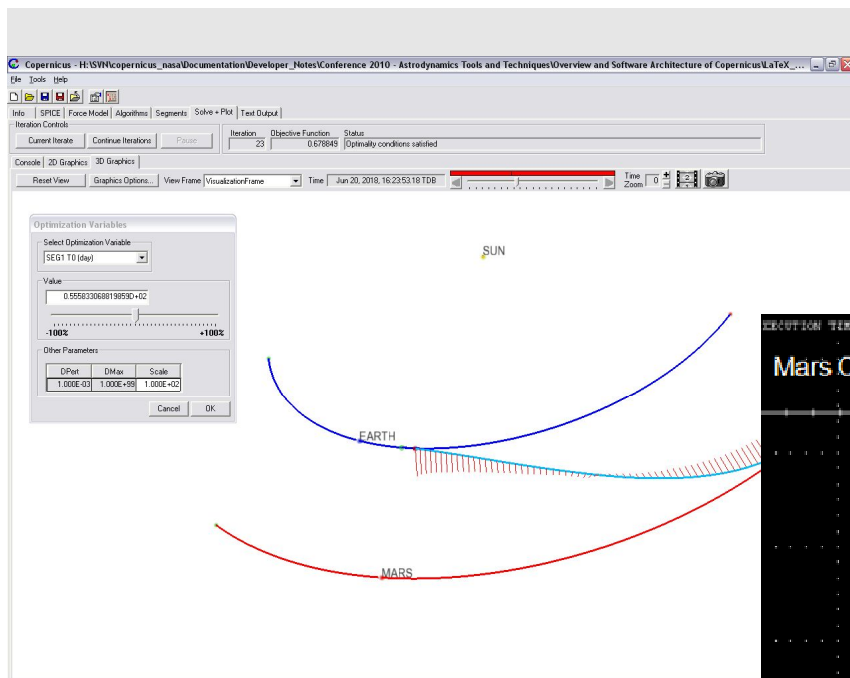 Copernicus - H:\SVN\copernicus_nasa\Documentation\Developer_Notes\Conference 2010 - Astrodynamics Tools and Techniques\Overview and Software Architecture of Copernicus\LaTeX_...
File Tools Help
Info SPICE Force Model Algorithms Segments Solve + Plot Text Output
Iteration Controls
Current Iterate Continue Iterations Pause
Iteration Objective Function Status
23 0.678849 Optimality conditions satisfied
Console 2D Graphics 3D Graphics
Reset View Graphics Options... View Frame VisualizationFrame Time Jun 20, 2018, 16:23:53.18 TDB Time Zoom 0 2
Optimization Variables
Select Optimization Variable
SEG1 T0 (day)
Value
0.555833068819859D+02
-100% +100%
Other Parameters
DPert DMax Scale
1.000E-03 1.000E+99 1.000E+02
Cancel OK
SUN
EARTH
MARS
EXECUTION TIM
Mars O